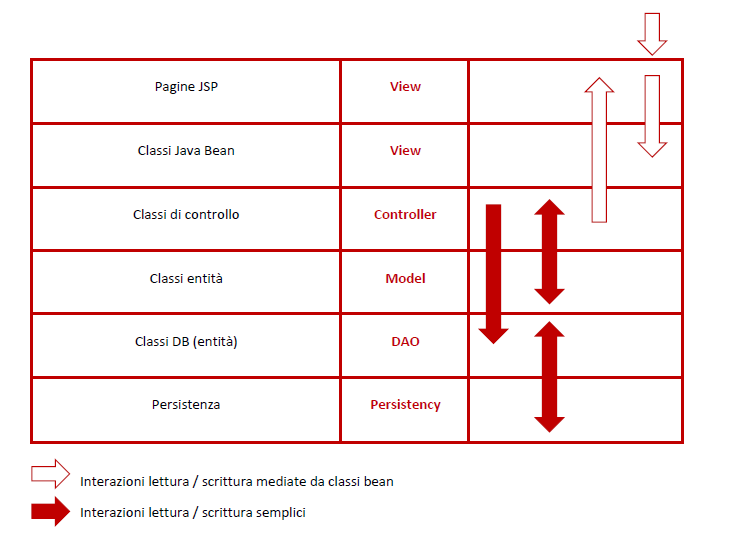 Pagine JSP View
Classi Java Bean View
Classi di controllo Controller
Classi entità Model
Classi DB (entità) DAO
Persistenza Persistency
Interazioni lettura / scrittura mediate da classi bean
Interazioni lettura / scrittura semplici